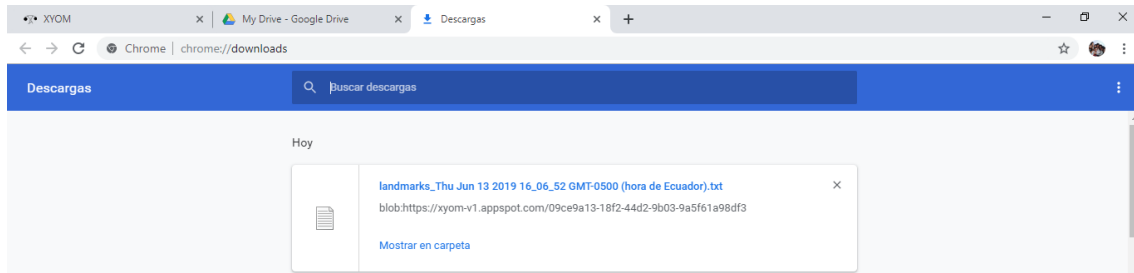 XYOM
My Drive - Google Drive
Descargas
Chrome | chrome://downloads
Descargas
Buscar descargas
Hoy
landmarks_Thu Jun 13 2019 16_06_52 GMT-0500 (hora de Ecuador).txt
blob:https://xyom-v1.appspot.com/09ce9a13-18f2-44d2-9b03-9a5f61a98df3
Mostrar en carpeta